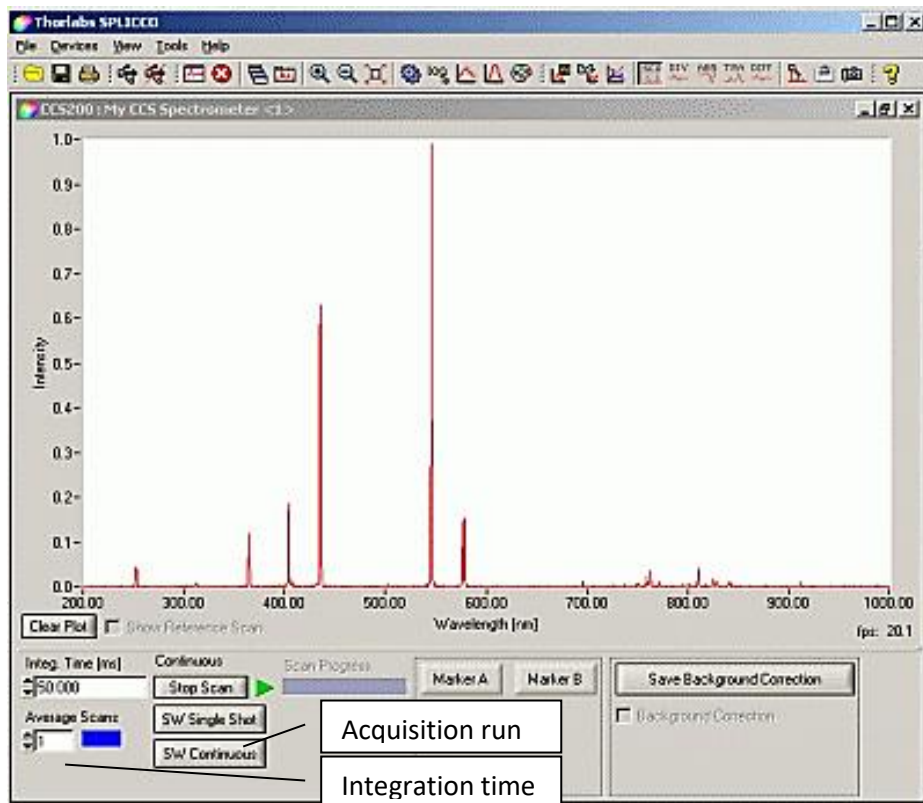 Thorlabs SPLICCO
File Devices View Tools Help
CCS200 : My CCS Spectrometer <1>
1.0
0.9
0.8
0.7
0.6
0.5
0.4
0.3
0.2
0.1
0.0
Intensity
200.00 300.00 400.00 500.00 600.00 700.00 800.00 900.00 1000.00
Wavelength [nm]
Clear Plot Show Reference Scan
fps: 20.1
Integ. Time [ms] Continuous Scan Progress
50.000 Stop Scan Marker A Marker B Save Background Correction
Average Scans SW Single Shot Background Correction
1 SW Continuous
Acquisition run
Integration time